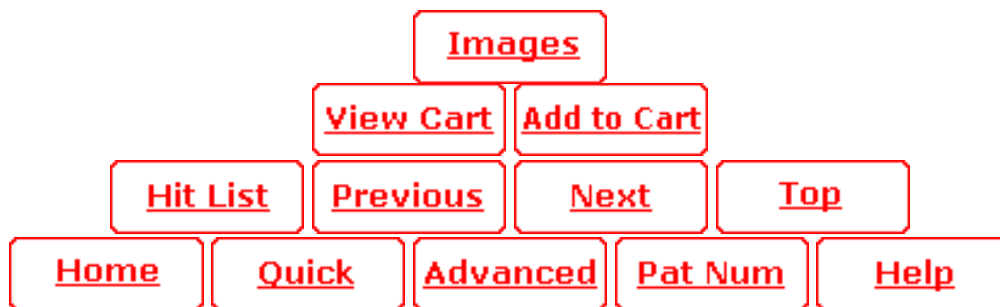 Images
View Cart Add to Cart
Hit List Previous Next Top
Home Quick Advanced Pat Num Help